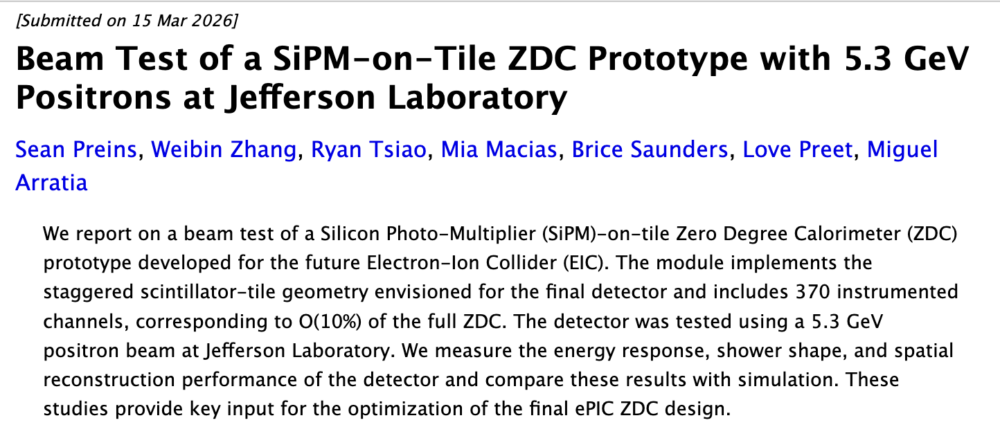 [Submitted on 15 Mar 2026]
Beam Test of a SiPM-on-Tile ZDC Prototype with 5.3 GeV
Positrons at Jefferson Laboratory
Sean Preins, Weibin Zhang, Ryan Tsiao, Mia Macias, Brice Saunders, Love Preet, Miguel
Arratia
We report on a beam test of a Silicon Photo-Multiplier (SiPM)-on-tile Zero Degree Calorimeter (ZDC)
prototype developed for the future Electron-Ion Collider (EIC). The module implements the
staggered scintillator-tile geometry envisioned for the final detector and includes 370 instrumented
channels, corresponding to O(10%) of the full ZDC. The detector was tested using a 5.3 GeV
positron beam at Jefferson Laboratory. We measure the energy response, shower shape, and spatial
reconstruction performance of the detector and compare these results with simulation. These
studies provide key input for the optimization of the final ePIC ZDC design.